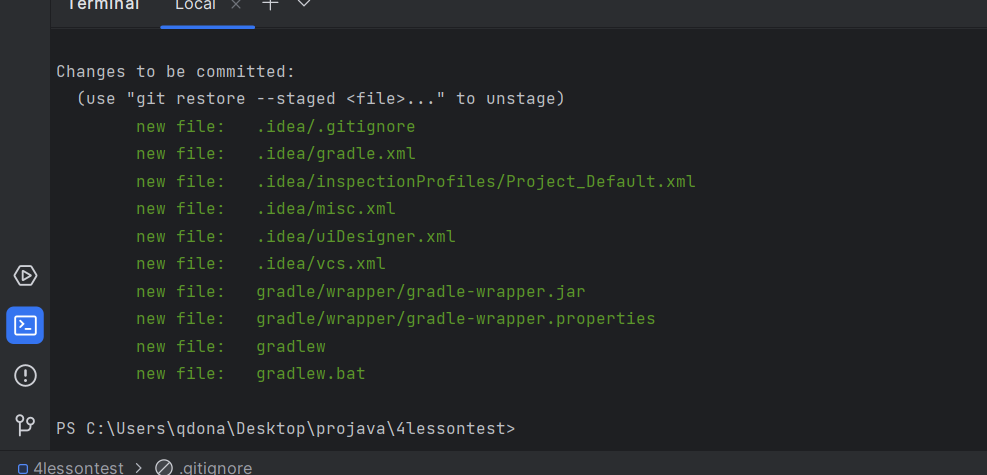 Terminal Local
Changes to be committed:
(use "git restore --staged <file>..." to unstage)
new file: .idea/.gitignore
new file: .idea/gradle.xml
new file: .idea/inspectionProfiles/Project_Default.xml
new file: .idea/misc.xml
new file: .idea/uiDesigner.xml
new file: .idea/vcs.xml
new file: gradle/wrapper/gradle-wrapper.jar
new file: gradle/wrapper/gradle-wrapper.properties
new file: gradlew
new file: gradlew.bat
PS C:\Users\qdona\Desktop\projava\4lessontest>
4lessontest > .gitignore